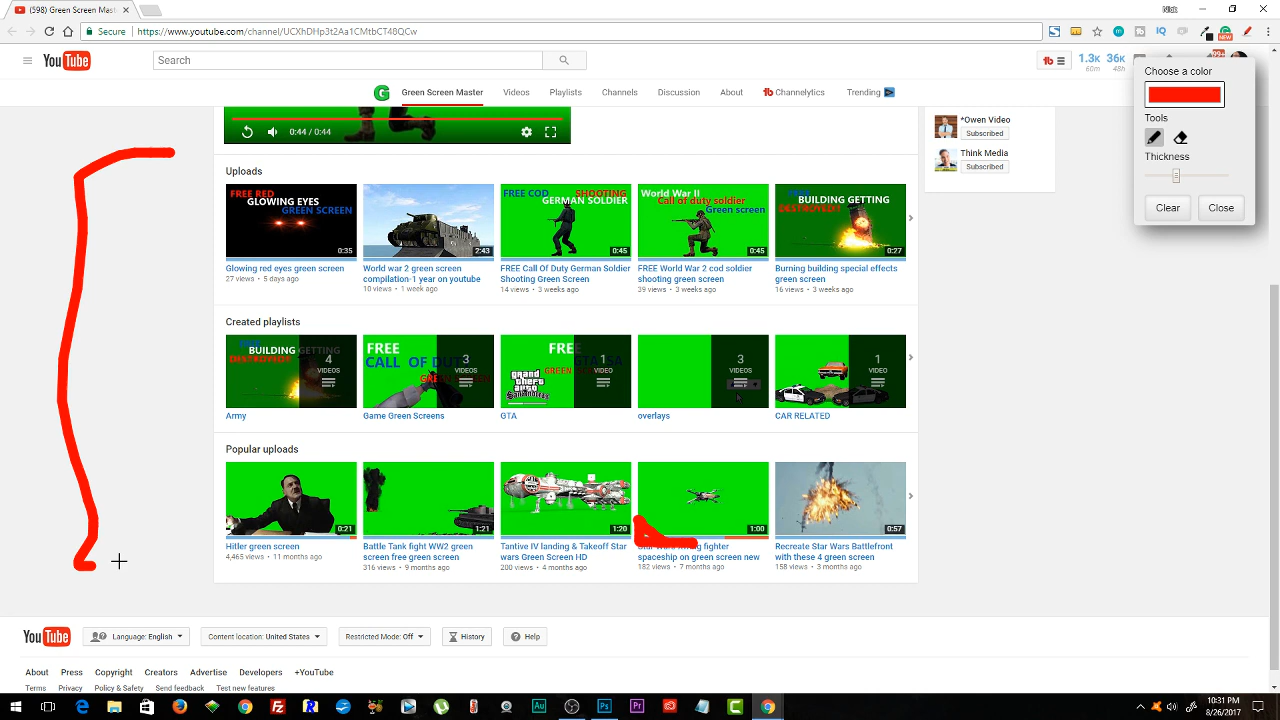 (598) Green Screen Mast
Nick
Secure
https://www.youtube.com/channel/UCXhDHp3t2Aa1CMtbCT48QCw
NEW
YouTube
Search
1.3K 36K
60m 48h
99+
Green Screen Master Videos Playlists Channels Discussion About Channelytics Trending
Choose a color
Tools
Thickness
Clear Close
0:44 / 0:44
*Owen Video
Subscribed
Think Media
Subscribed
Uploads
FREE RED
GLOWING EYES
GREEN SCREEN
0:35
2:43
FREE COD SHOOTING
GERMAN SOLDIER
0:45
World War II
Call of duty soldier
Green screen
0:45
BUILDING GETTING
DESTROYED!!
0:27
Glowing red eyes green screen
27 views • 5 days ago
World war 2 green screen
compilation-1 year on youtube
10 views • 1 week ago
FREE Call Of Duty German Soldier
Shooting Green Screen
14 views • 3 weeks ago
FREE World War 2 cod soldier
shooting green screen
39 views • 3 weeks ago
Burning building special effects
green screen
16 views • 3 weeks ago
Created playlists
BUILDING GETTING
4
VIDEOS
FREE
CALL OF DUTY
3
VIDEOS
FREE
1
VIDEOS
grand theft auto
San Andreas
3
VIDEOS
1
VIDEO
Army
Game Green Screens
GTA
overlays
CAR RELATED
Popular uploads
0:21
1:21
1:20
1:00
0:57
Hitler green screen
4,465 views • 11 months ago
Battle Tank fight WW2 green
screen free green screen
316 views • 9 months ago
Tantive IV landing & Takeoff Star
wars Green Screen HD
200 views • 4 months ago
fighter
spaceship on green screen new
182 views • 7 months ago
Recreate Star Wars Battlefront
with these 4 green screen
158 views • 3 months ago
YouTube
Language: English
Content location: United States
Restricted Mode: Off
History
Help
About Press Copyright Creators Advertise Developers +YouTube
Terms Privacy Policy & Safety Send feedback Test new features
Au
Ps
Pr
10:31 PM
8/26/2017